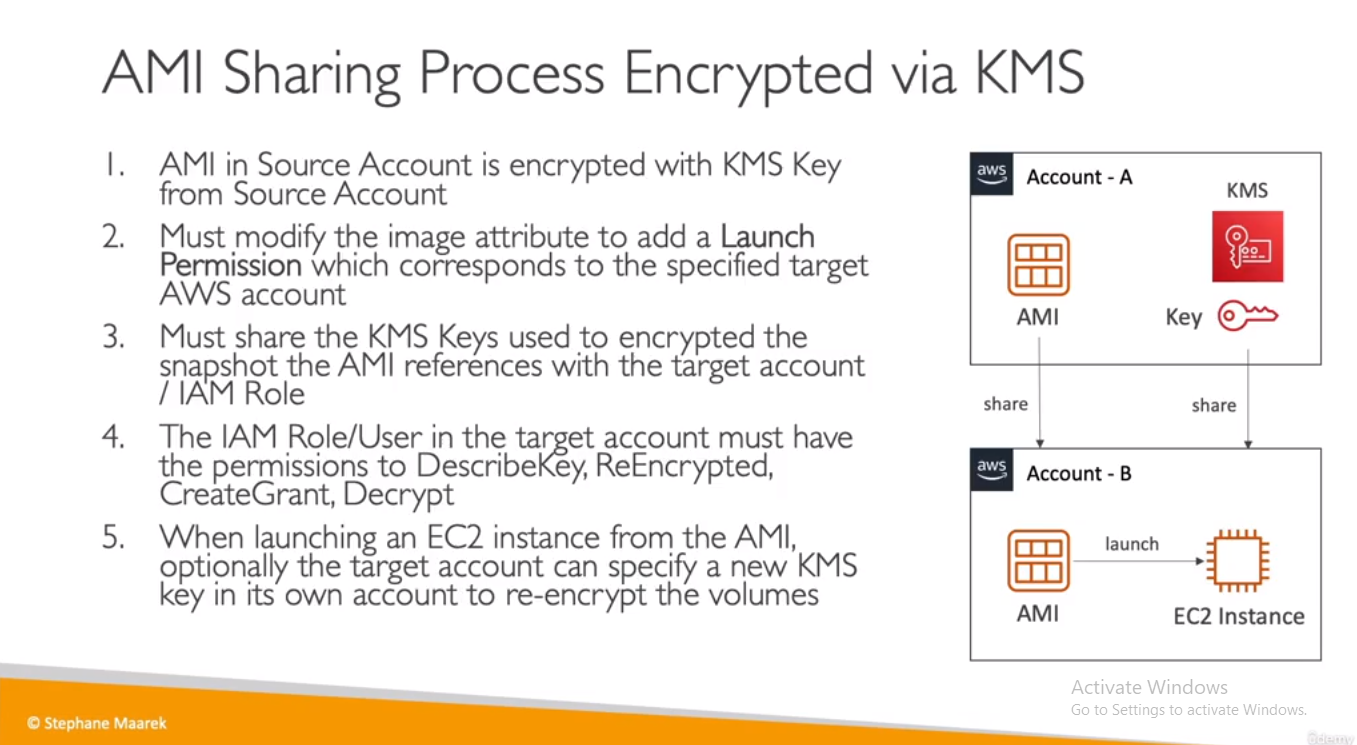 AMI Sharing Process Encrypted via KMS
1. AMI in Source Account is encrypted with KMS Key
from Source Account
2. Must modify the image attribute to add a Launch
Permission which corresponds to the specified target
AWS account
3. Must share the KMS Keys used to encrypted the
snapshot the AMI references with the target account
/ IAM Role
4. The IAM Role/User in the target account must have
the permissions to DescribeKey, ReEncrypted,
CreateGrant, Decrypt
5. When launching an EC2 instance from the AMI,
optionally the target account can specify a new KMS
key in its own account to re-encrypt the volumes
aws
Account - A
KMS
AMI
Key
share
share
aws
Account - B
launch
AMI
EC2 Instance
Activate Windows
Go to Settings to activate Windows.
© Stephane Maarek
ûdemy